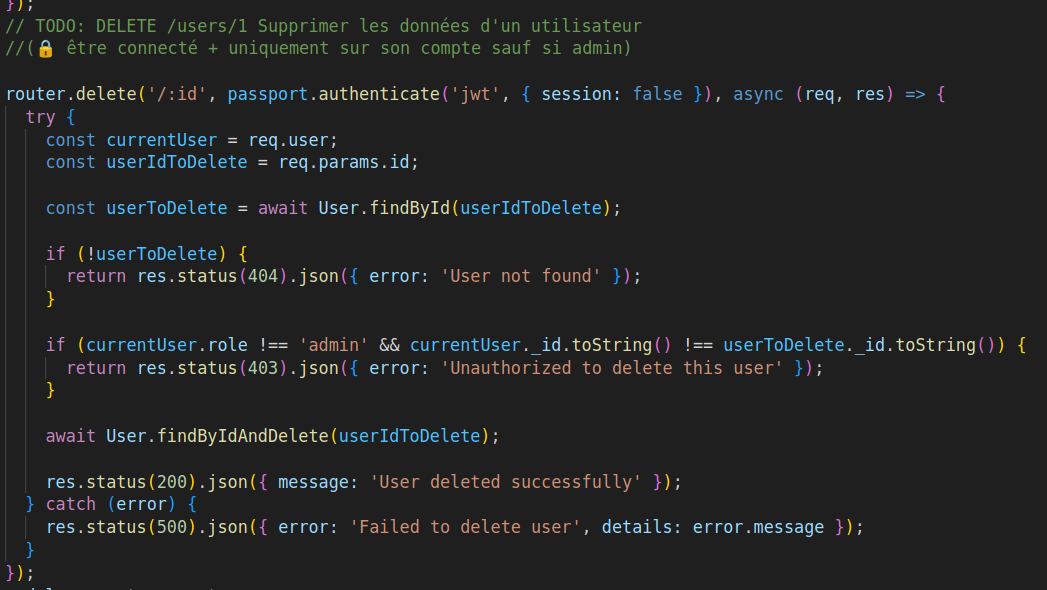 });
// TODO: DELETE /users/1 Supprimer les données d'un utilisateur
//(🔒 être connecté + uniquement sur son compte sauf si admin)
router.delete('/:id', passport.authenticate('jwt', { session: false }), async (req, res) => {
  try {
    const currentUser = req.user;
    const userIdToDelete = req.params.id;
    const userToDelete = await User.findById(userIdToDelete);
    if (!userToDelete) {
      return res.status(404).json({ error: 'User not found' });
    }
    if (currentUser.role !== 'admin' && currentUser._id.toString() !== userToDelete._id.toString()) {
      return res.status(403).json({ error: 'Unauthorized to delete this user' });
    }
    await User.findByIdAndDelete(userIdToDelete);
    res.status(200).json({ message: 'User deleted successfully' });
  } catch (error) {
    res.status(500).json({ error: 'Failed to delete user', details: error.message });
  }
});